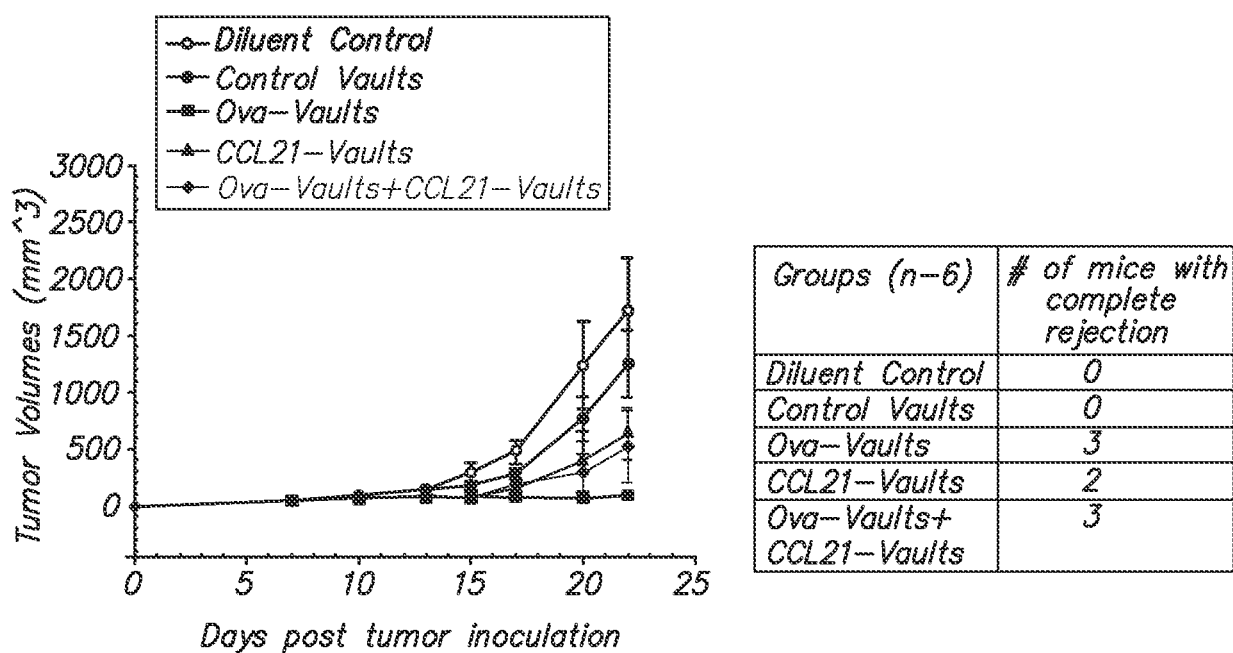 Diluent Control
Control Vaults
Ova-Vaults
CCL21-Vaults
Ova-Vaults+CCL21-Vaults
Tumor Volumes (mm^3)
3000
2500
2000
1500
1000
500
0
0 5 10 15 20 25
Days post tumor inoculation
Groups (n-6) # of mice with
complete
rejection
Diluent Control 0
Control Vaults 0
Ova-Vaults 3
CCL21-Vaults 2
Ova-Vaults+ 3
CCL21-Vaults